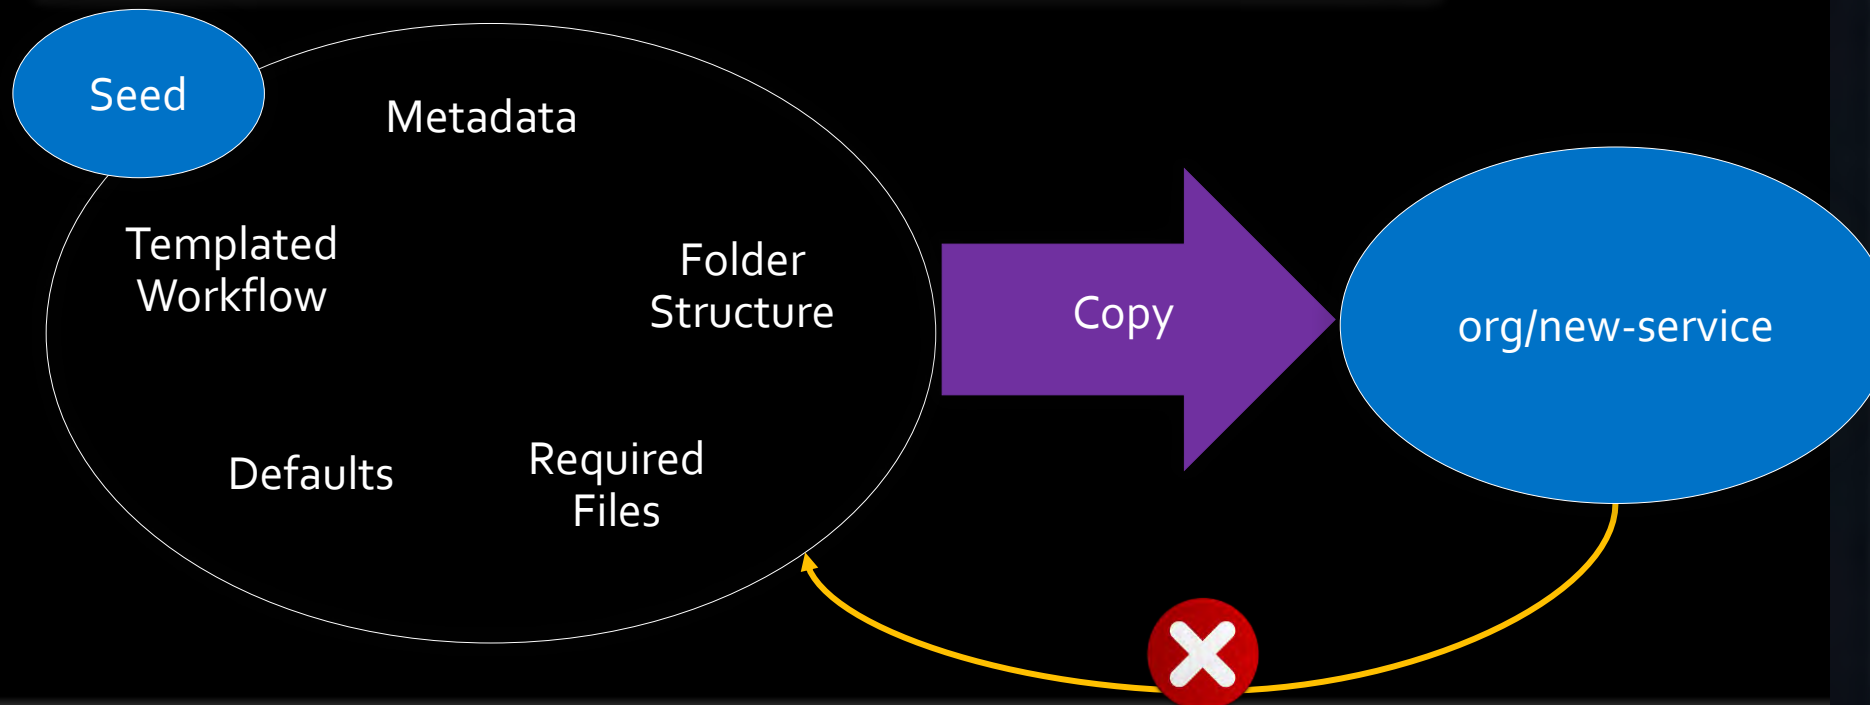 Seed
Metadata
Templated
Workflow
Folder
Structure
Defaults
Required
Files
Copy
org/new-service